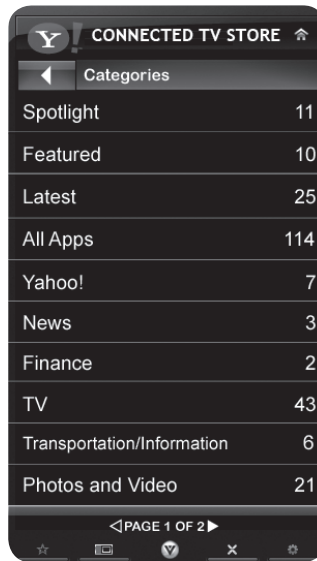 Y! CONNECTED TV STORE
Categories
Spotlight 11
Featured 10
Latest 25
All Apps 114
Yahoo! 7
News 3
Finance 2
TV 43
Transportation/Information 6
Photos and Video 21
PAGE 1 OF 2